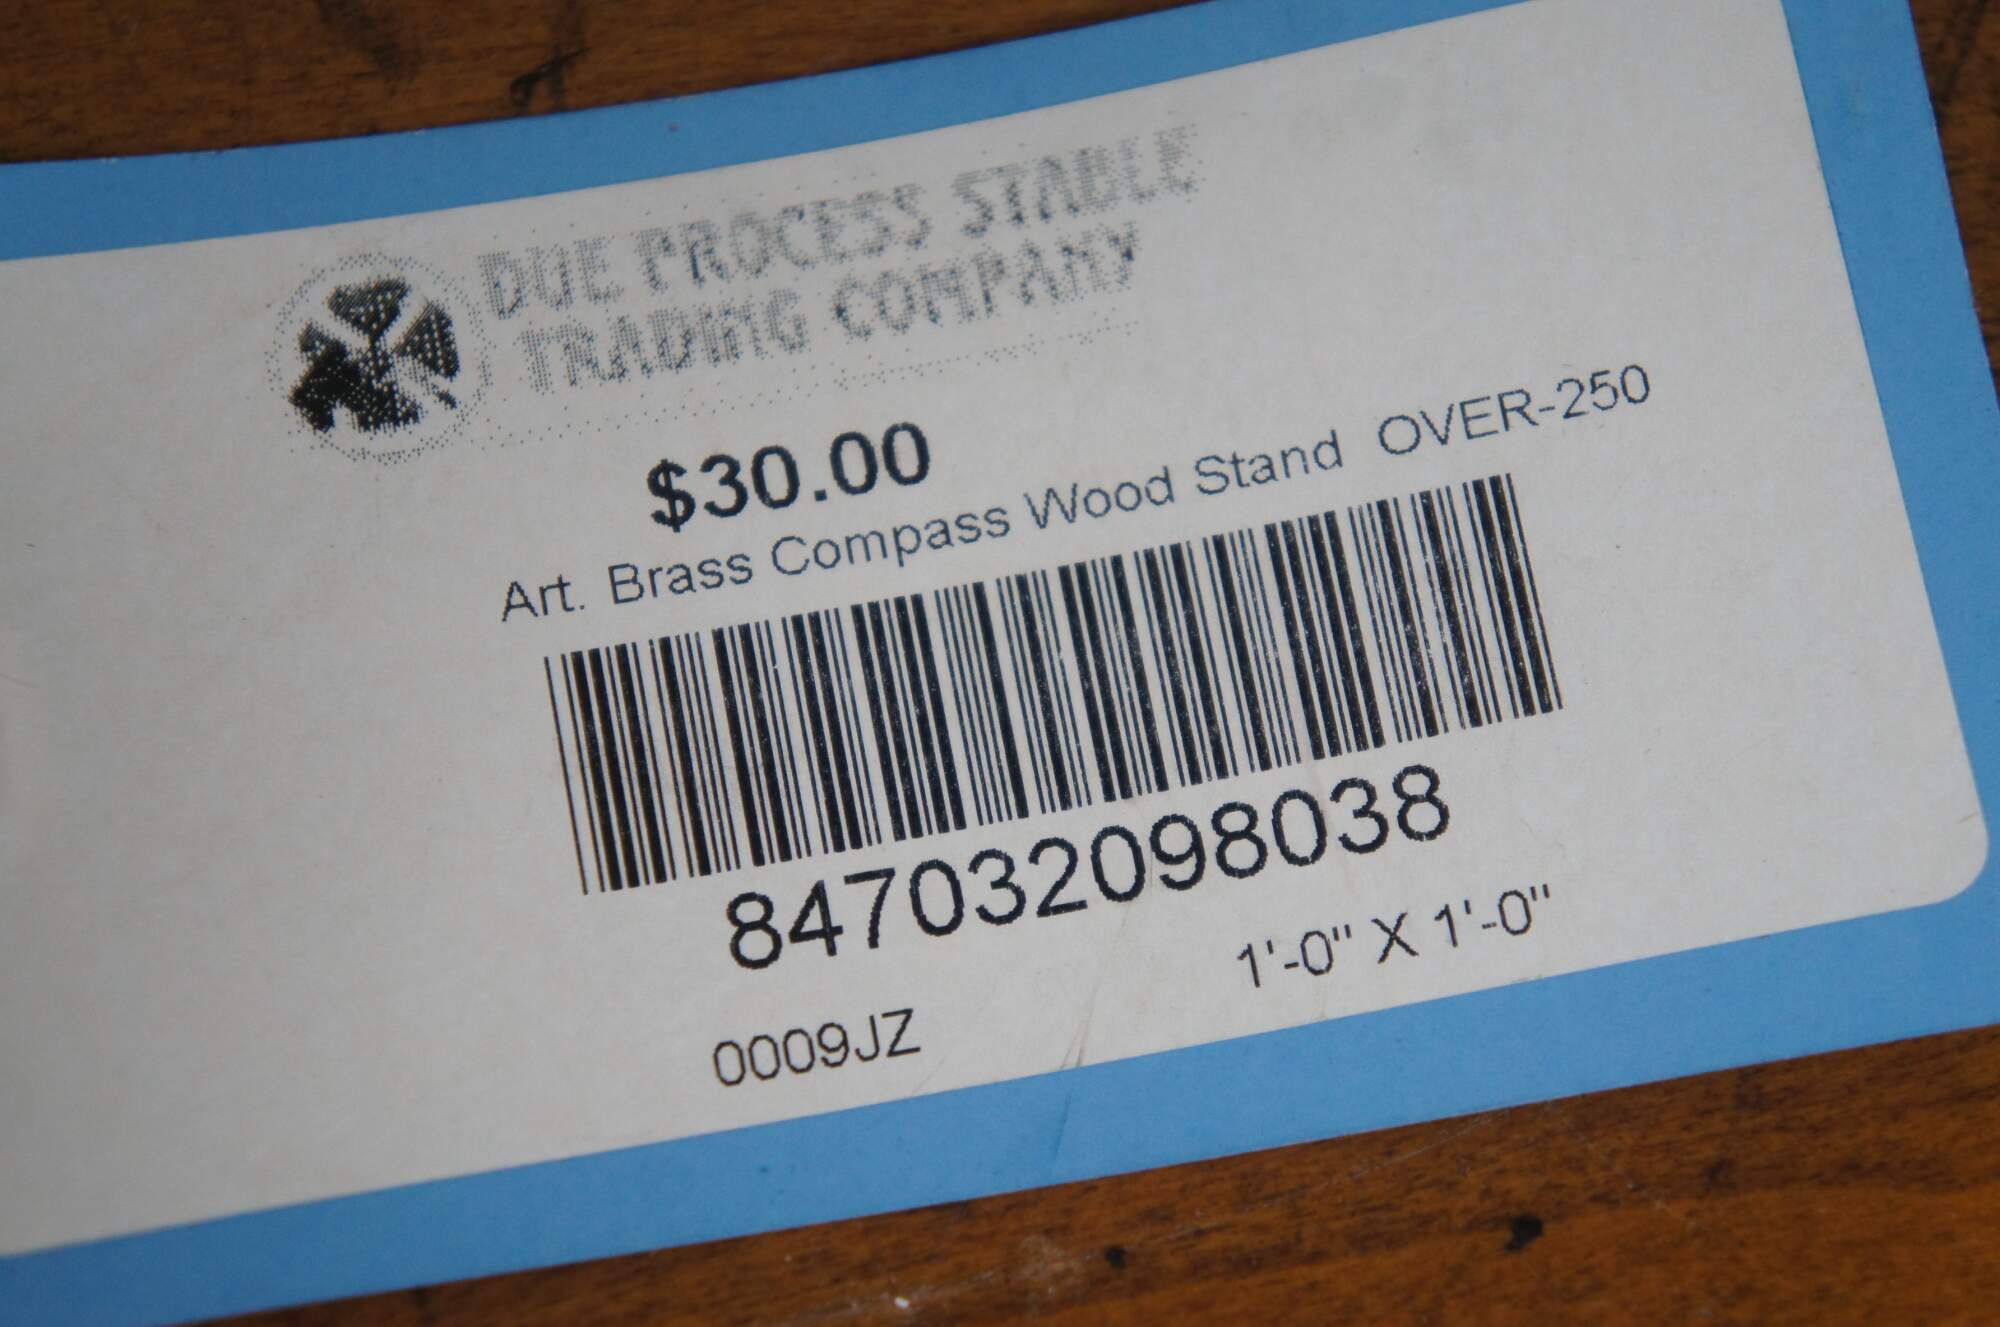 DUE PROCESS STABLE
TRADING COMPANY
$30.00
Art. Brass Compass Wood Stand OVER-250
847032098038
1'-0" X 1'-0"
0009JZ